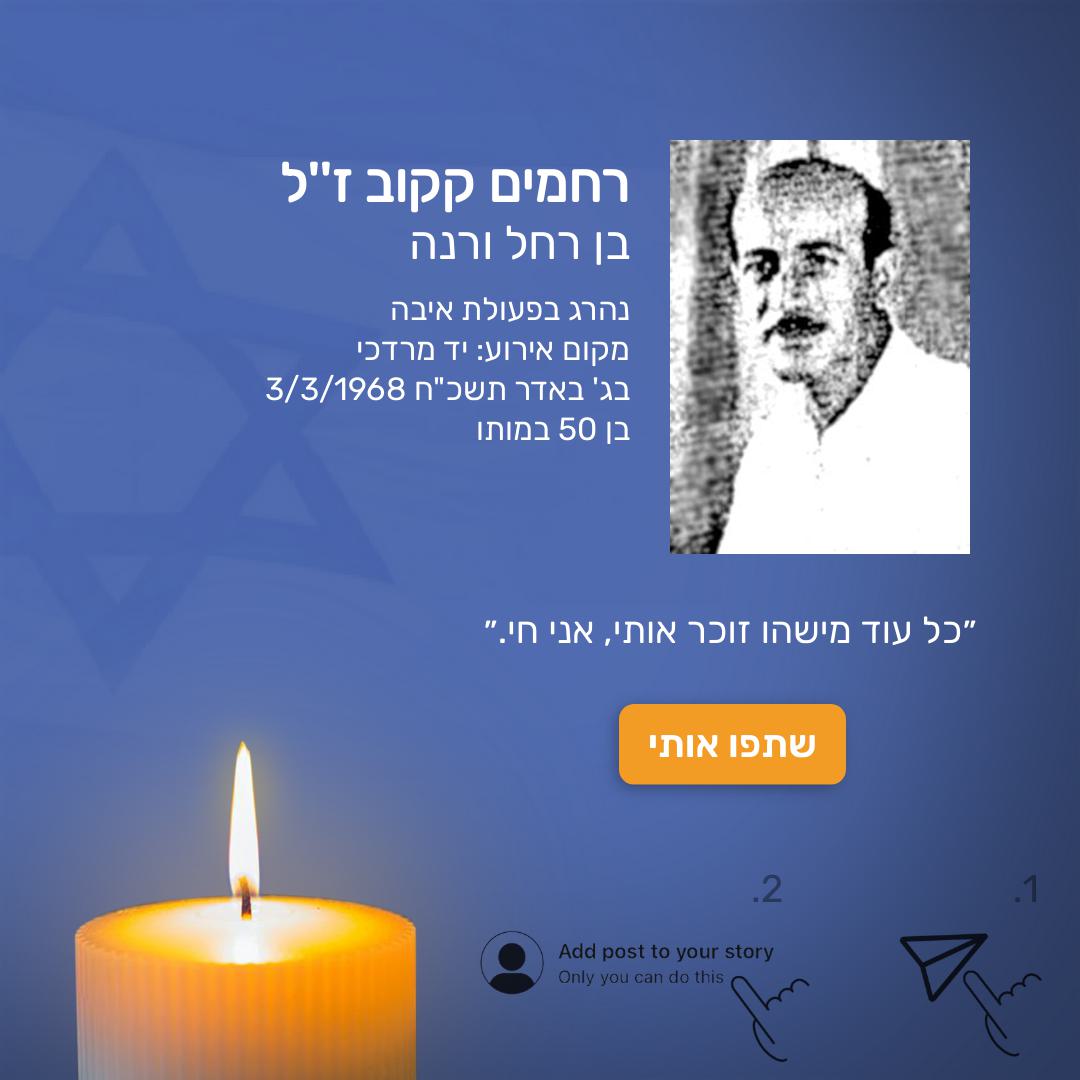 רחמים קקוב ז"ל
בן רחל ורנה
נהרג בפעולת איבה
מקום אירוע: יד מרדכי
בג' באדר תשכ"ח 3/3/1968
בן 50 במותו
״כל עוד מישהו זוכר אותי, אני חי.״
שתפו אותי
1.
2.
Add post to your story
Only you can do this